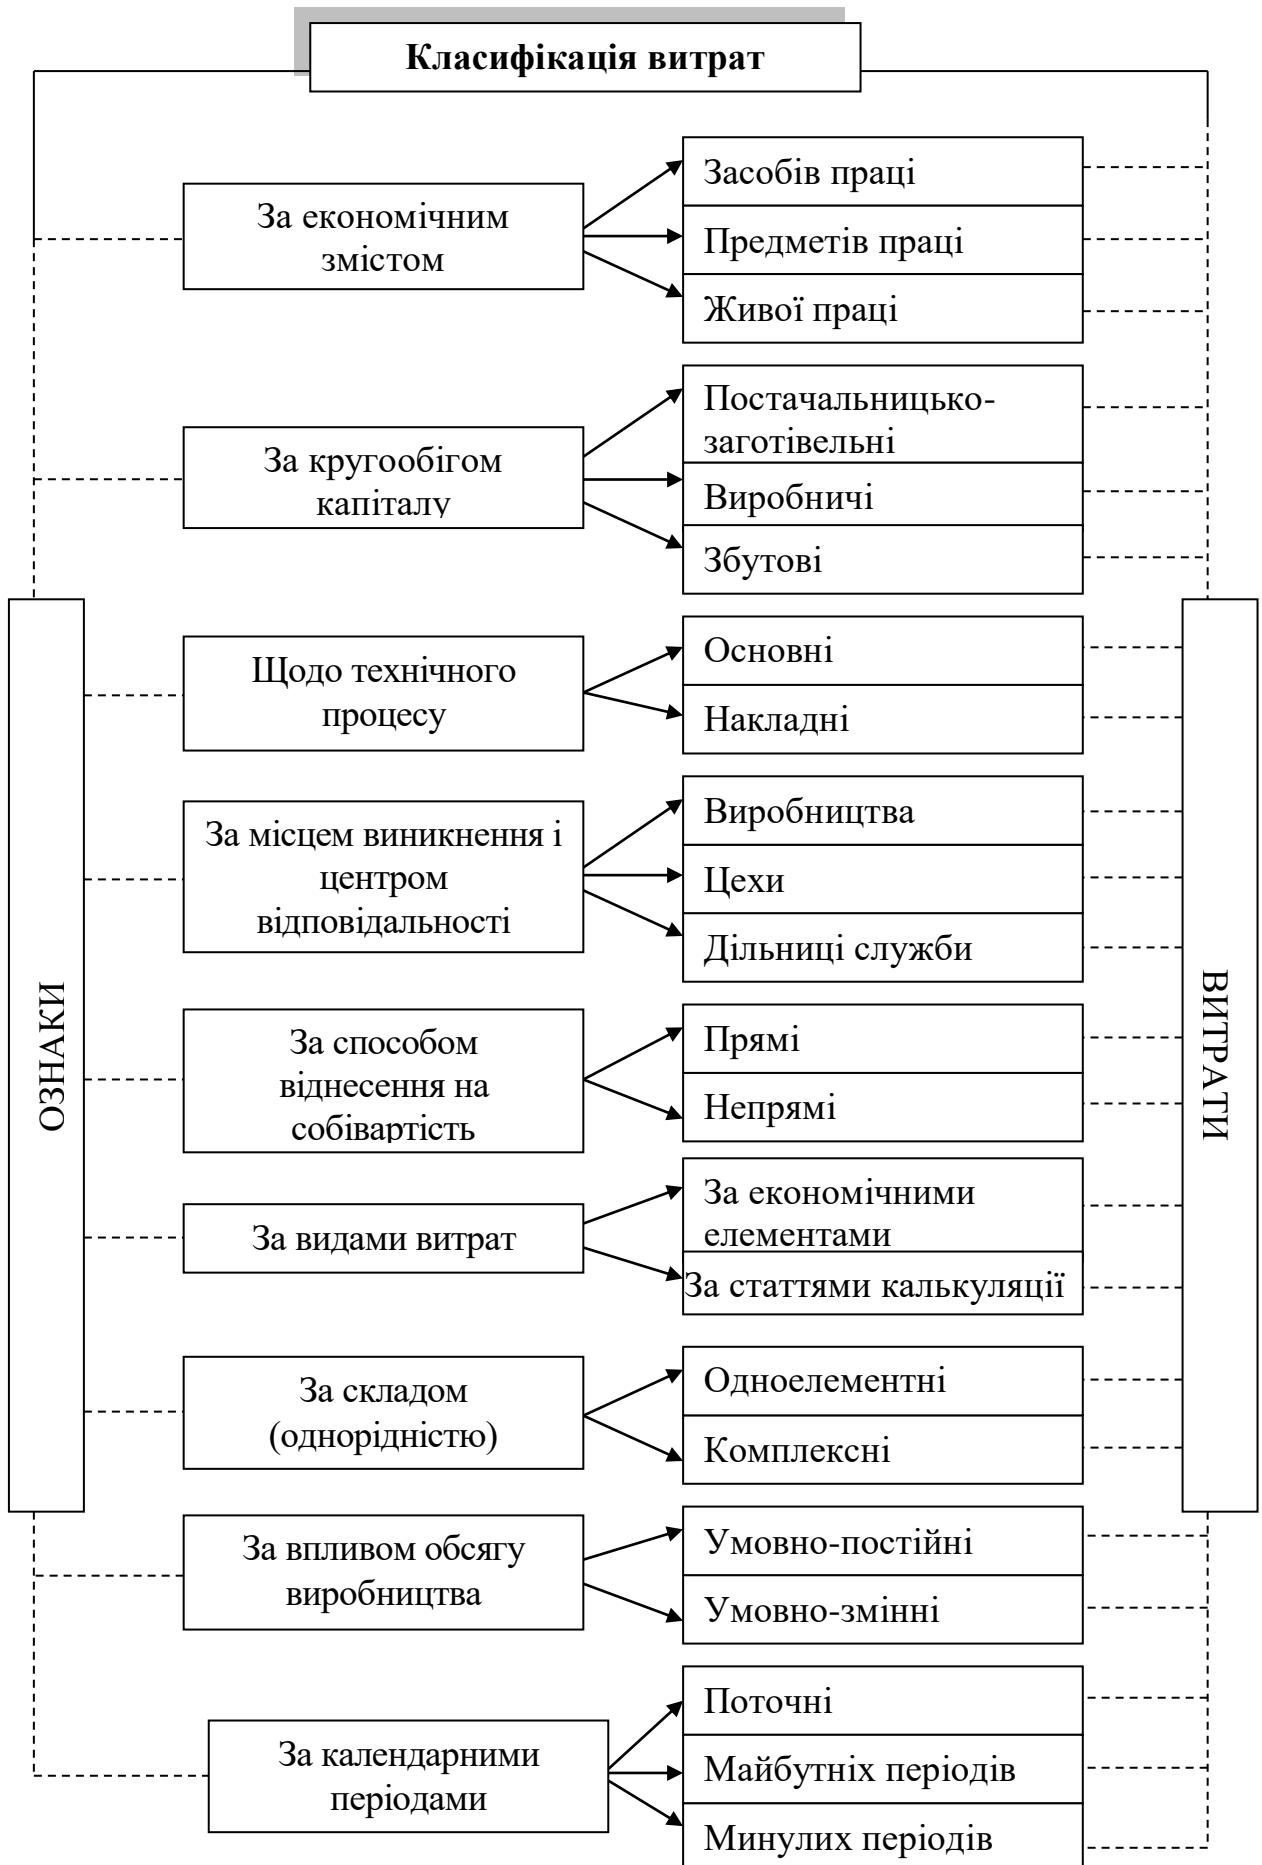 Класифікація витрат
За економічним
змістом
Засобів праці
Предметів праці
Живої праці
За кругообігом
капіталу
Постачальницько-
заготівельні
Виробничі
Збутові
Щодо технічного
процесу
Основні
Накладні
За місцем виникнення і
центром
відповідальності
Виробництва
Цехи
Дільниці служби
ОЗНАКИ
ВИТРАТИ
За способом
віднесення на
собівартість
Прямі
Непрямі
За видами витрат
За економічними
елементами
За статтями калькуляції
За складом
(однорідністю)
Одноелементні
Комплексні
За впливом обсягу
виробництва
Умовно-постійні
Умовно-змінні
За календарними
періодами
Поточні
Майбутніх періодів
Минулих періодів